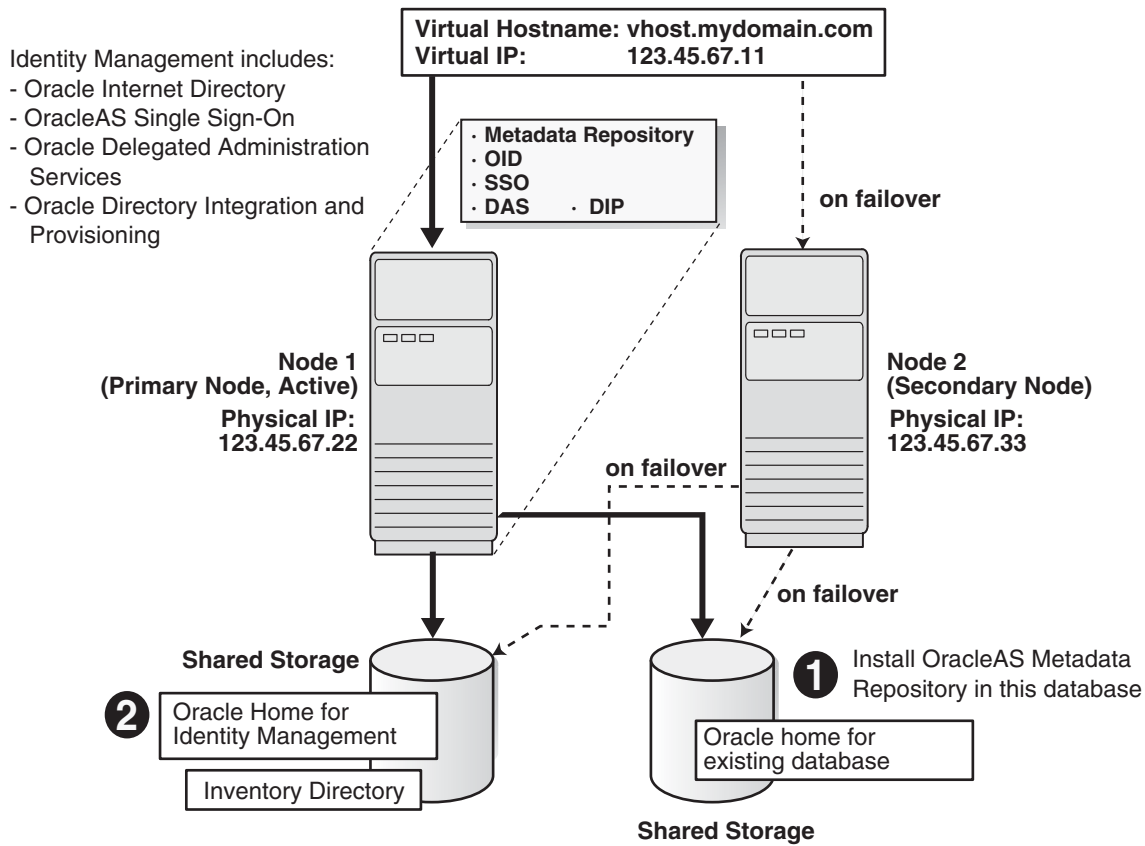 Virtual Hostname: vhost.mydomain.com
Virtual IP: 123.45.67.11
Identity Management includes:
- Oracle Internet Directory
- OracleAS Single Sign-On
- Oracle Delegated Administration
Services
- Oracle Directory Integration and
Provisioning
· Metadata Repository
· OID
· SSO
· DAS · DIP
on failover
Node 1
(Primary Node, Active)
Physical IP:
123.45.67.22
Node 2
(Secondary Node)
Physical IP:
123.45.67.33
on failover
on failover
Shared Storage
2
Oracle Home for
Identity Management
Inventory Directory
1
Install OracleAS Metadata
Repository in this database
Oracle home for
existing database
Shared Storage